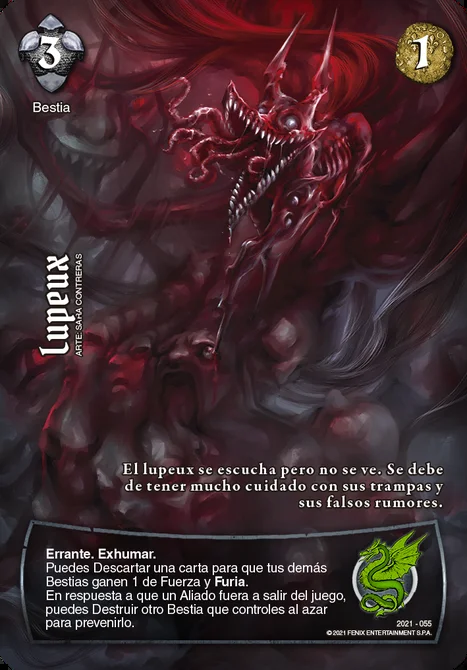 3
1
Bestia
Lupeux
ARTE: SARA CONTRERAS
El lupeux se escucha pero no se ve. Se debe
de tener mucho cuidado con sus trampas y
sus falsos rumores.
Errante. Exhumar.
Puedes Descartar una carta para que tus demás
Bestias ganen 1 de Fuerza y Furia.
En respuesta a que un Aliado fuera a salir del juego,
puedes Destruir otro Bestia que controles al azar
para prevenirlo.
2021 - 055
© 2021 FENIX ENTERTAINMENT S.P.A.